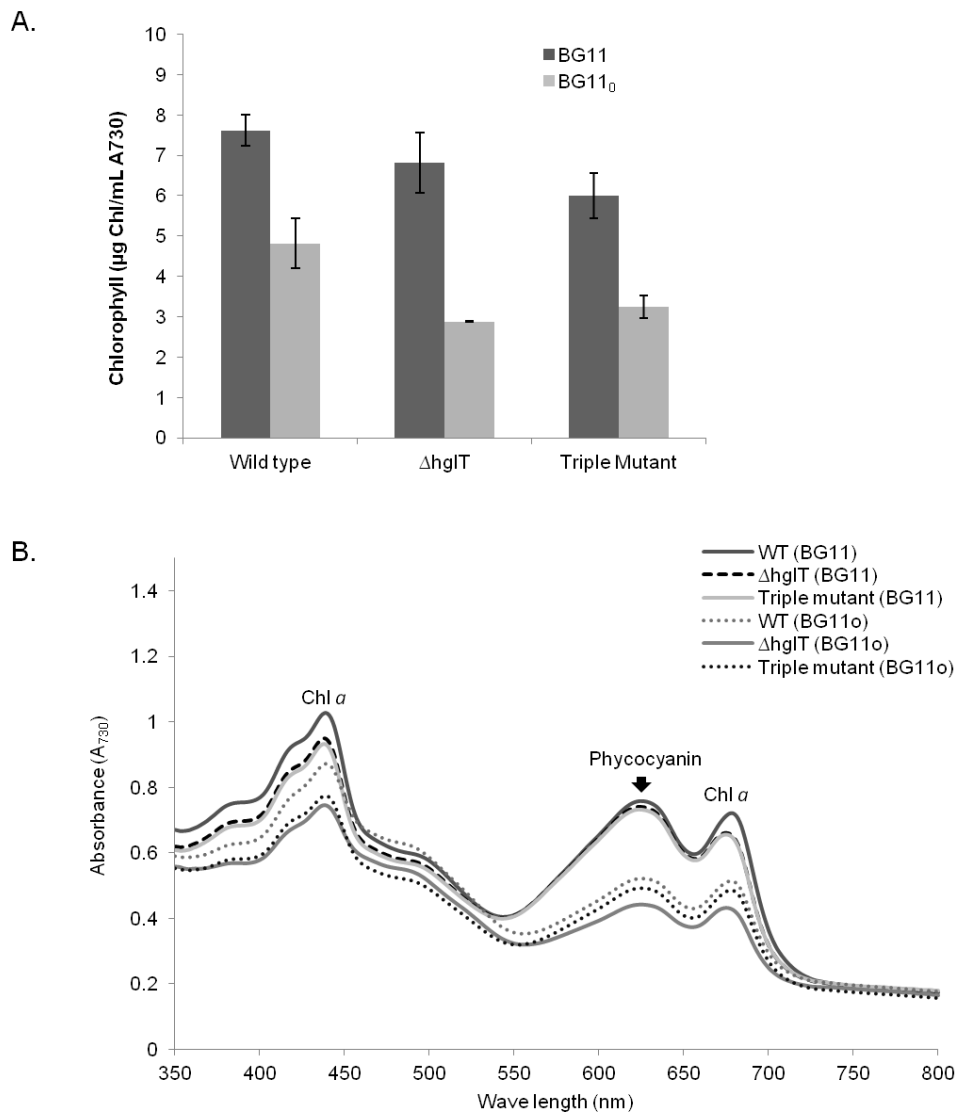 A.
Chlorophyll (µg Chl/mL A730)
10
9
8
7
6
5
4
3
2
1
0
BG11
BG11₀
Wild type
ΔhglT
Triple Mutant
B.
Absorbance (A₇₃₀)
1.4
1.2
1
0.8
0.6
0.4
0.2
0
WT (BG11)
ΔhglT (BG11)
Triple mutant (BG11)
WT (BG11o)
ΔhglT (BG11o)
Triple mutant (BG11o)
Chl a
Phycocyanin
Chl a
350 400 450 500 550 600 650 700 750 800
Wave length (nm)